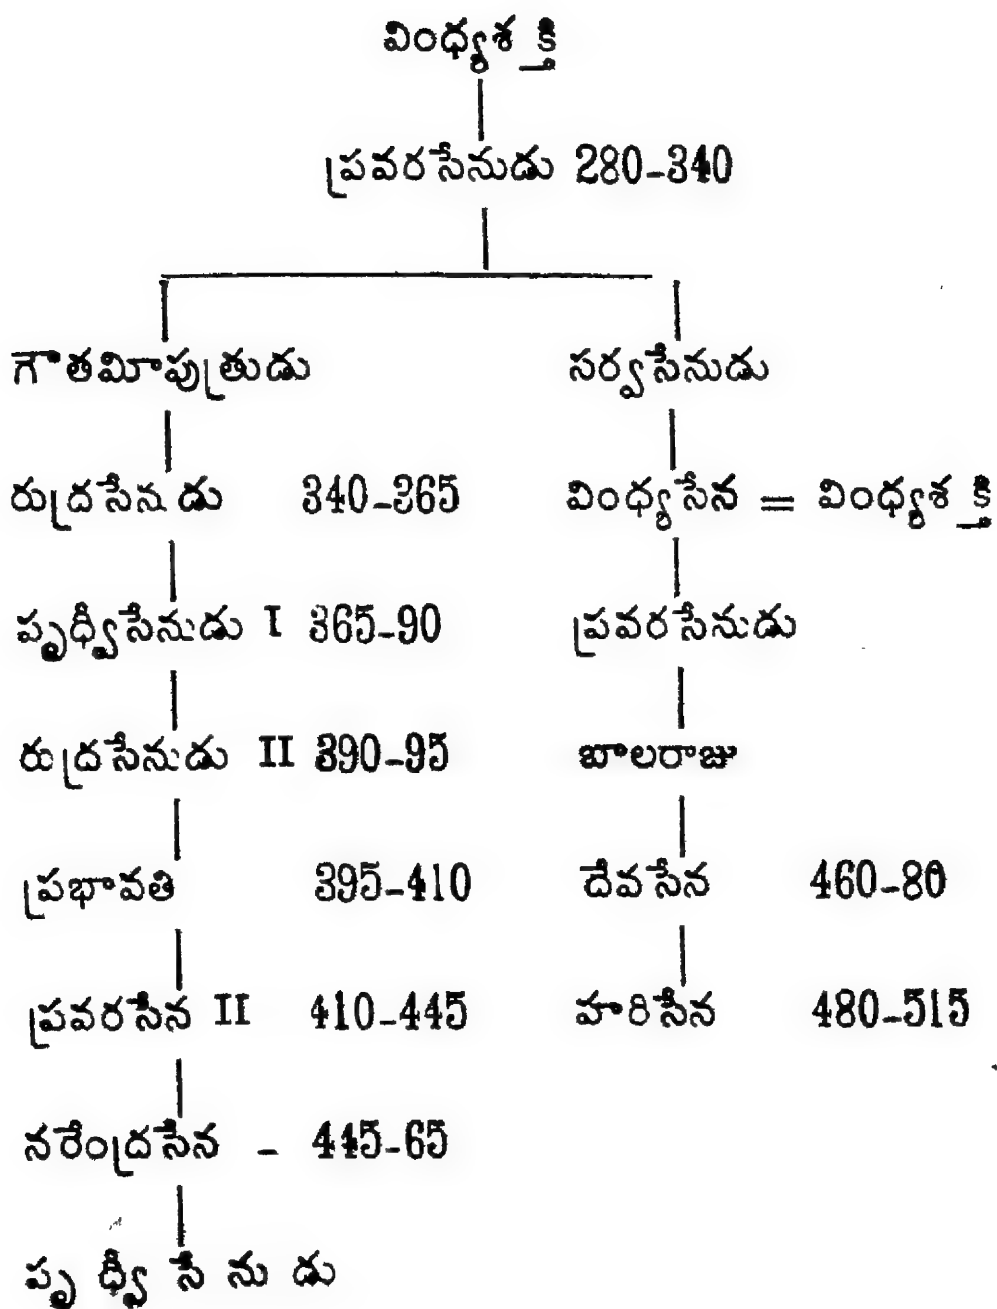 వింధ్యశక్తి
ప్రవరసేనుడు 280-340
గౌతమీపుత్రుడు సర్వసేనుడు
రుద్రసేనడు 340-365 వింధ్యసేన = వింధ్యశక్తి
పృధ్వీసేనుడు I 365-90 ప్రవరసేనుడు
రుద్రసేనుడు II 390-95 బాలరాజు
ప్రభావతి 395-410 దేవసేన 460-80
ప్రవరసేన II 410-445 హరిసేన 480-515
నరేంద్రసేన - 445-65
పృధ్వీసేనుడు